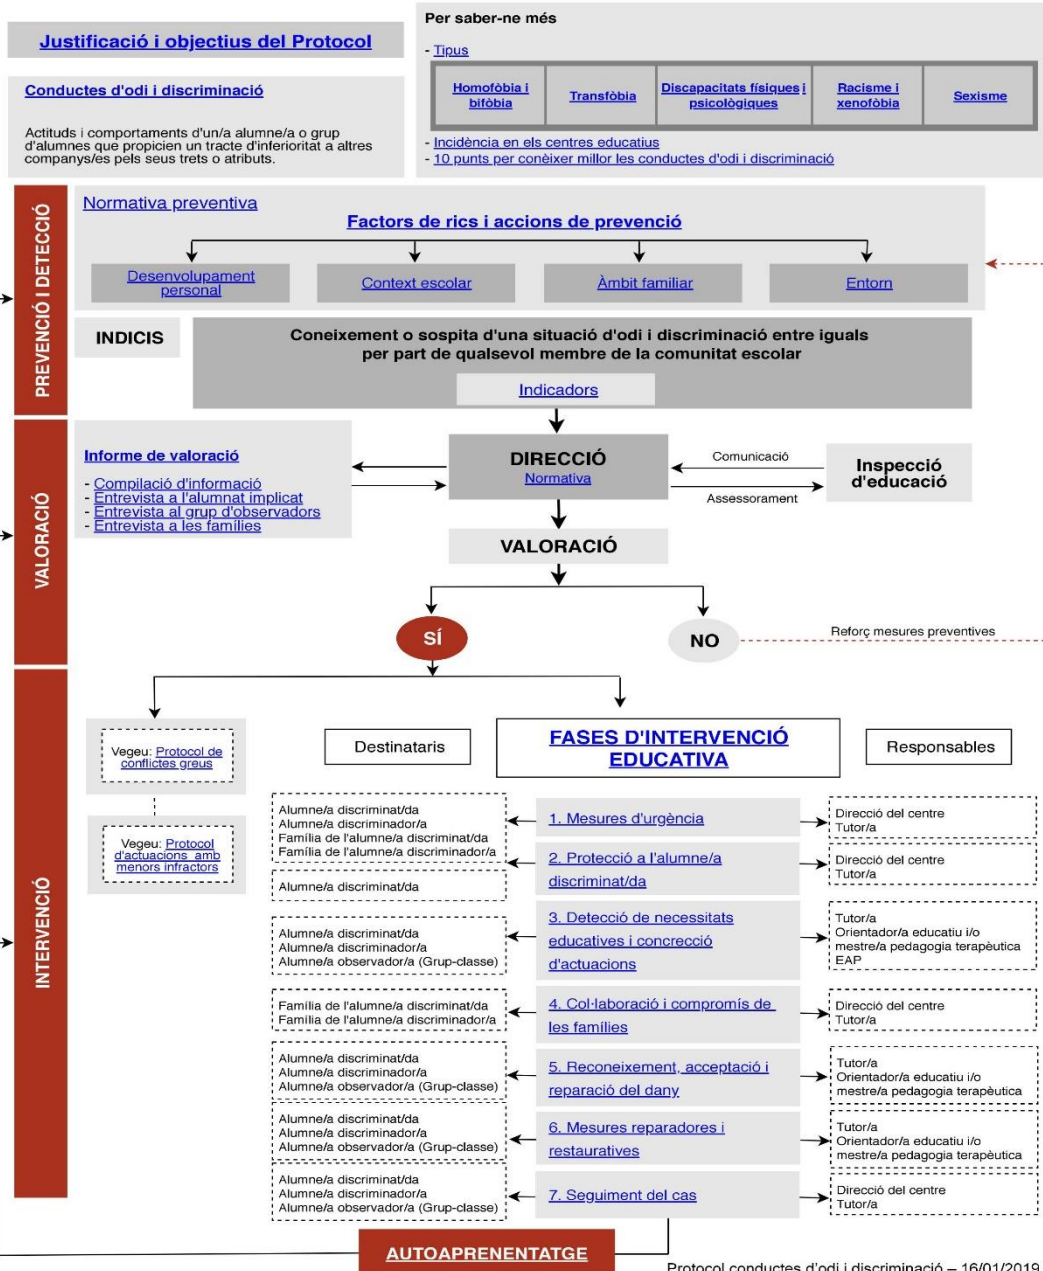 Justificació i objectius del Protocol
Conductes d'odi i discriminació
Actituds i comportaments d'un/a alumne/a o grup
d'alumnes que propicien un tracte d'inferioritat a altres
companys/es pels seus trets o atributs.
Per saber-ne més
- Tipus
Homofòbia i
bifòbia
Transfòbia
Discapacitats físiques i
psicològiques
Racisme i
xenofòbia
Sexisme
- Incidència en els centres educatius
- 10 punts per conèixer millor les conductes d'odi i discriminació
PREVENCIÓ I DETECCIÓ
Normativa preventiva
Factors de rics i accions de prevenció
Desenvolupament
personal
Context escolar
Àmbit familiar
Entorn
INDICIS
Coneixement o sospita d'una situació d'odi i discriminació entre iguals
per part de qualsevol membre de la comunitat escolar
Indicadors
VALORACIÓ
Informe de valoració
- Compilació d'informació
- Entrevista a l'alumnat implicat
- Entrevista al grup d'observadors
- Entrevista a les famílies
DIRECCIÓ
Normativa
Comunicació
Assessorament
Inspecció
d'educació
VALORACIÓ
SÍ
NO
Reforç mesures preventives
INTERVENCIÓ
Vegeu: Protocol de
conflictes greus
Vegeu: Protocol
d'actuacions amb
menors infractors
Destinataris
FASES D'INTERVENCIÓ
EDUCATIVA
Responsables
Alumne/a discriminat/da
Alumne/a discriminador/a
Família de l'alumne/a discriminat/da
Família de l'alumne/a discriminador/a
1. Mesures d'urgència
Direcció del centre
Tutor/a
Alumne/a discriminat/da
2. Protecció a l'alumne/a
discriminat/da
Direcció del centre
Tutor/a
Alumne/a discriminat/da
Alumne/a discriminador/a
Alumne/a observador/a (Grup-classe)
3. Detecció de necessitats
educatives i concrecció
d'actuacions
Tutor/a
Orientador/a educatiu i/o
mestre/a pedagogia terapèutica
EAP
Família de l'alumne/a discriminat/da
Família de l'alumne/a discriminador/a
4. Col·laboració i compromís de
les famílies
Direcció del centre
Tutor/a
Alumne/a discriminat/da
Alumne/a discriminador/a
Alumne/a observador/a (Grup-classe)
5. Reconeixement, acceptació i
reparació del dany
Tutor/a
Orientador/a educatiu i/o
mestre/a pedagogia terapèutica
Alumne/a discriminat/da
Alumne/a discriminador/a
Alumne/a observador/a (Grup-classe)
6. Mesures reparadores i
restauratives
Tutor/a
Orientador/a educatiu i/o
mestre/a pedagogia terapèutica
Alumne/a discriminat/da
Alumne/a discriminador/a
Alumne/a observador/a (Grup-classe)
7. Seguiment del cas
Direcció del centre
Tutor/a
AUTOAPRENENTATGE
Protocol conductes d'odi i discriminació – 16/01/2019